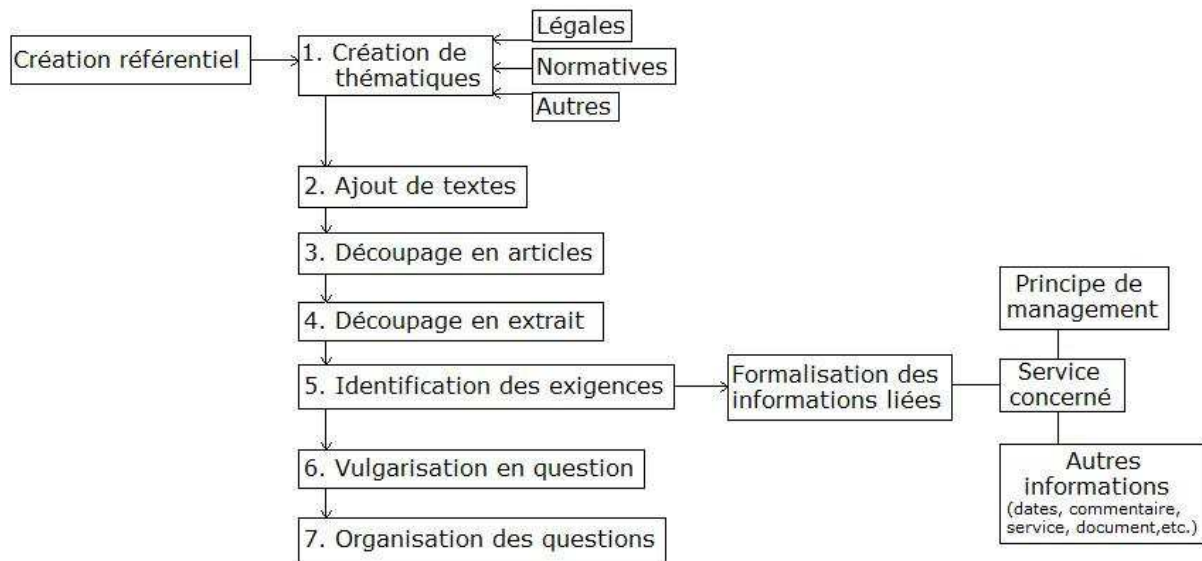 Création référentiel
1. Création de
thématiques
Légales
Normatives
Autres
2. Ajout de textes
3. Découpage en articles
4. Découpage en extrait
5. Identification des exigences
Formalisation des
informations liées
Principe de
management
Service
concerné
Autres
informations
(dates, commentaire,
service, document,etc.)
6. Vulgarisation en question
7. Organisation des questions